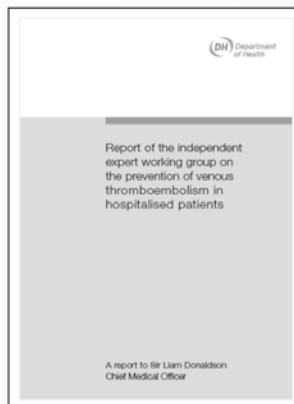 DH Department
of Health
Report of the independent
expert working group on
the prevention of venous
thromboembolism in
hospitalised patients
A report to Sir Liam Donaldson
Chief Medical Officer